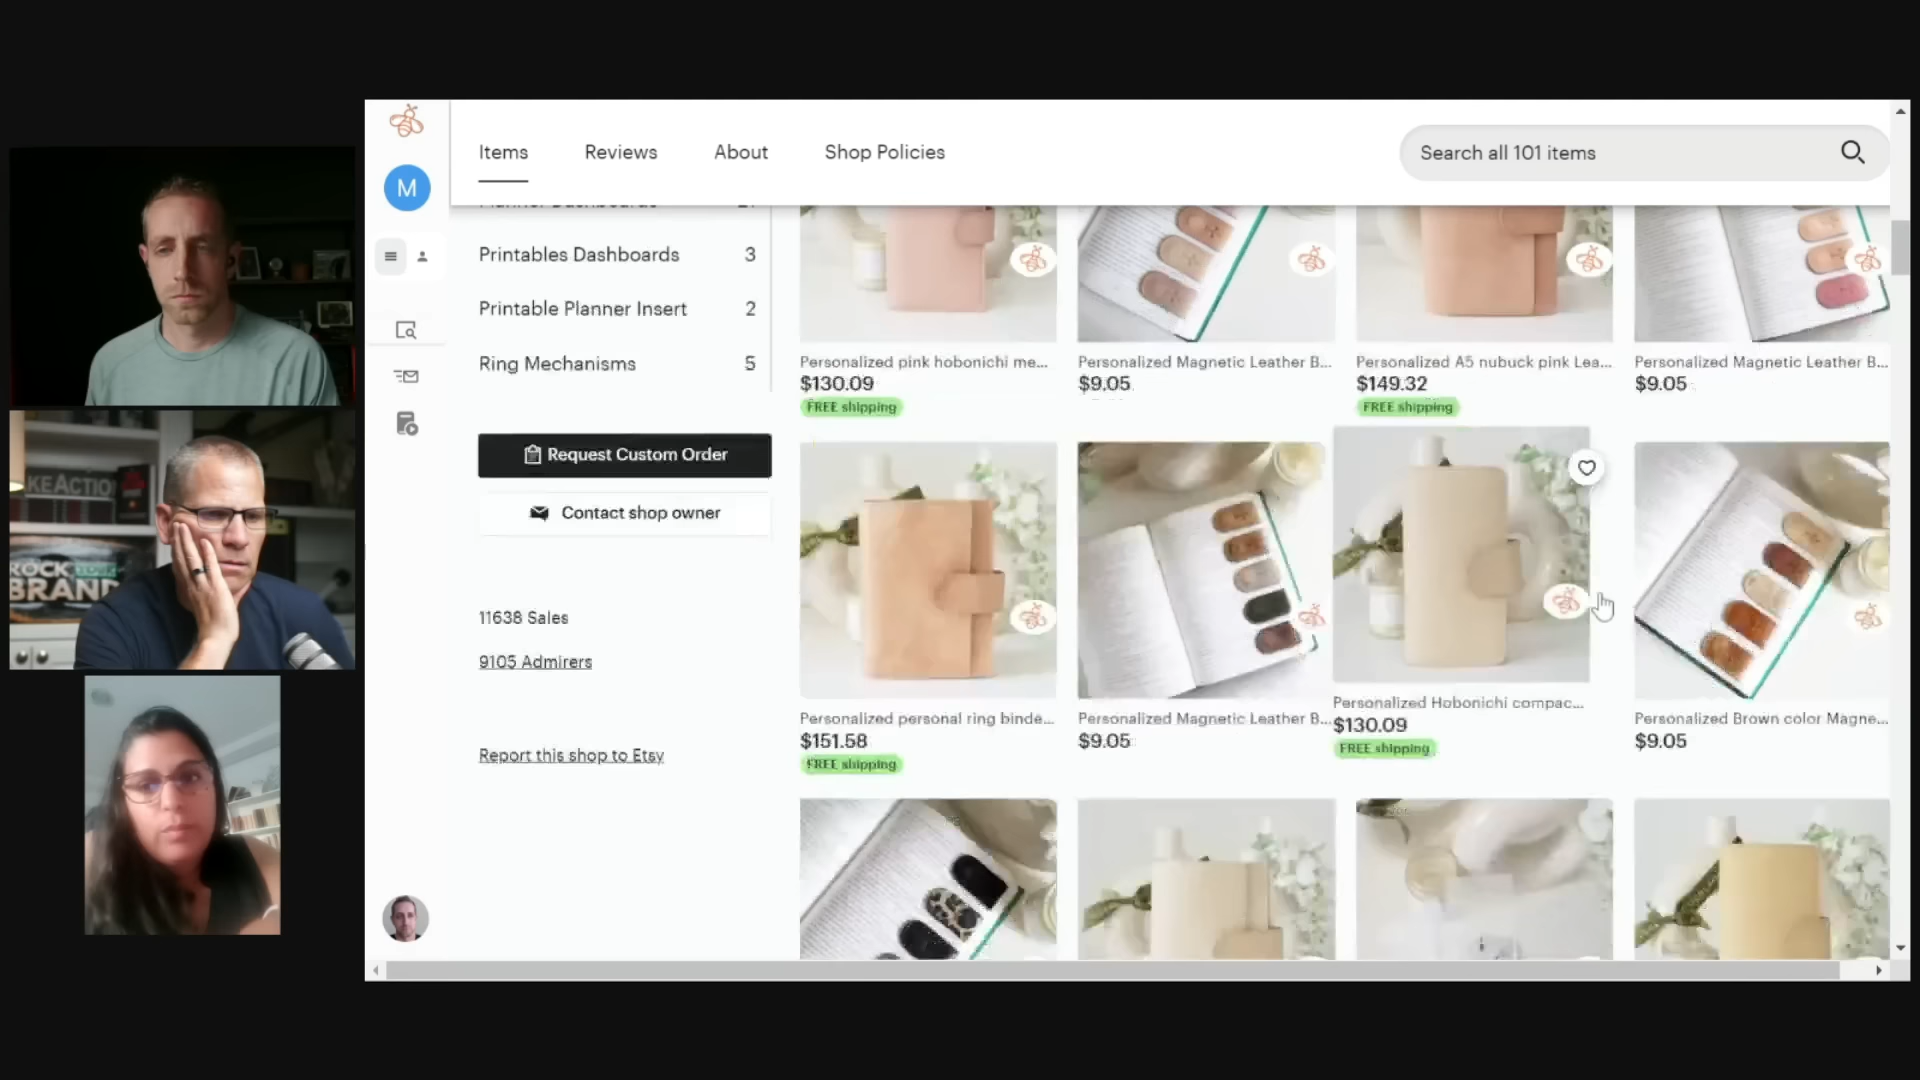 Items
Reviews
About
Shop Policies
Search all 101 items
M
Printables Dashboards 3
Printable Planner Insert 2
Ring Mechanisms 5
Request Custom Order
Contact shop owner
11638 Sales
9105 Admirers
Report this shop to Etsy
Personalized pink hobonichi me...
$130.09
FREE shipping
Personalized Magnetic Leather B...
$9.05
Personalized A5 nubuck pink Lea...
$149.32
FREE shipping
Personalized Magnetic Leather B...
$9.05
Personalized personal ring binde...
$151.58
FREE shipping
Personalized Magnetic Leather B...
$9.05
Personalized Hobonichi compac...
$130.09
FREE shipping
Personalized Brown color Magne...
$9.05
KEACTIO
ROCK
BRAND